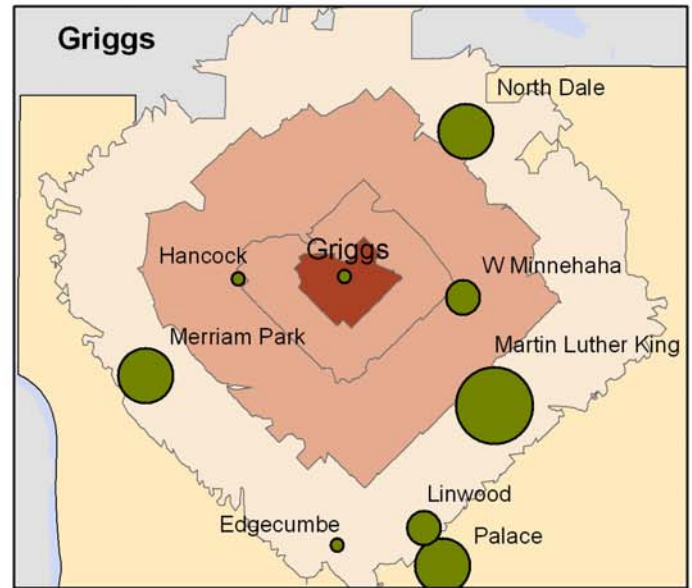 Griggs
North Dale
Griggs
Hancock
W Minnehaha
Merriam Park
Martin Luther King
Linwood
Edgecumbe
Palace